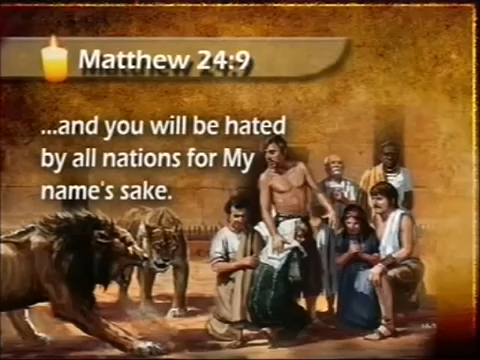 Matthew 24:9
...and you will be hated
by all nations for My
name's sake.